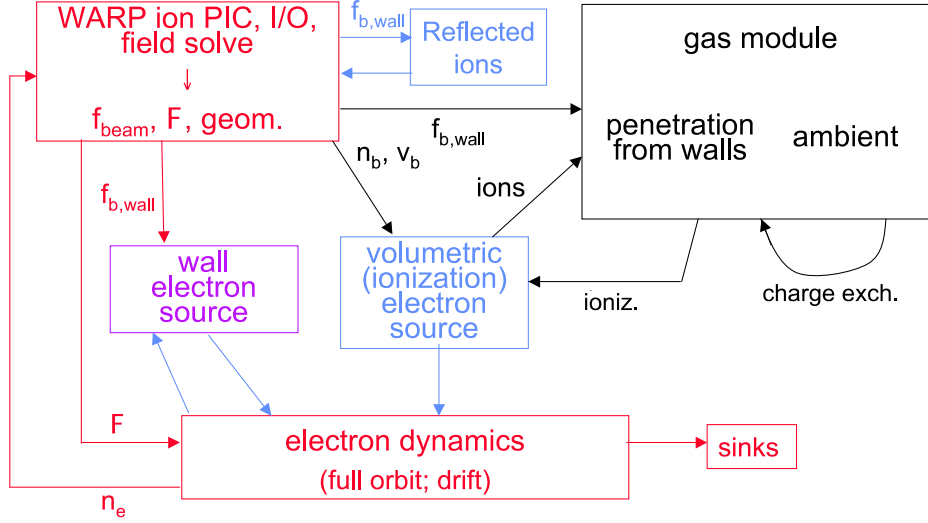 WARP ion PIC, I/O,
field solve
↓
f_beam, F, geom.
f_b,wall
Reflected
ions
gas module
penetration
from walls
ambient
f_b,wall
n_b, v_b
ions
f_b,wall
wall
electron
source
volumetric
(ionization)
electron
source
ioniz.
charge exch.
F
electron dynamics
(full orbit; drift)
sinks
n_e